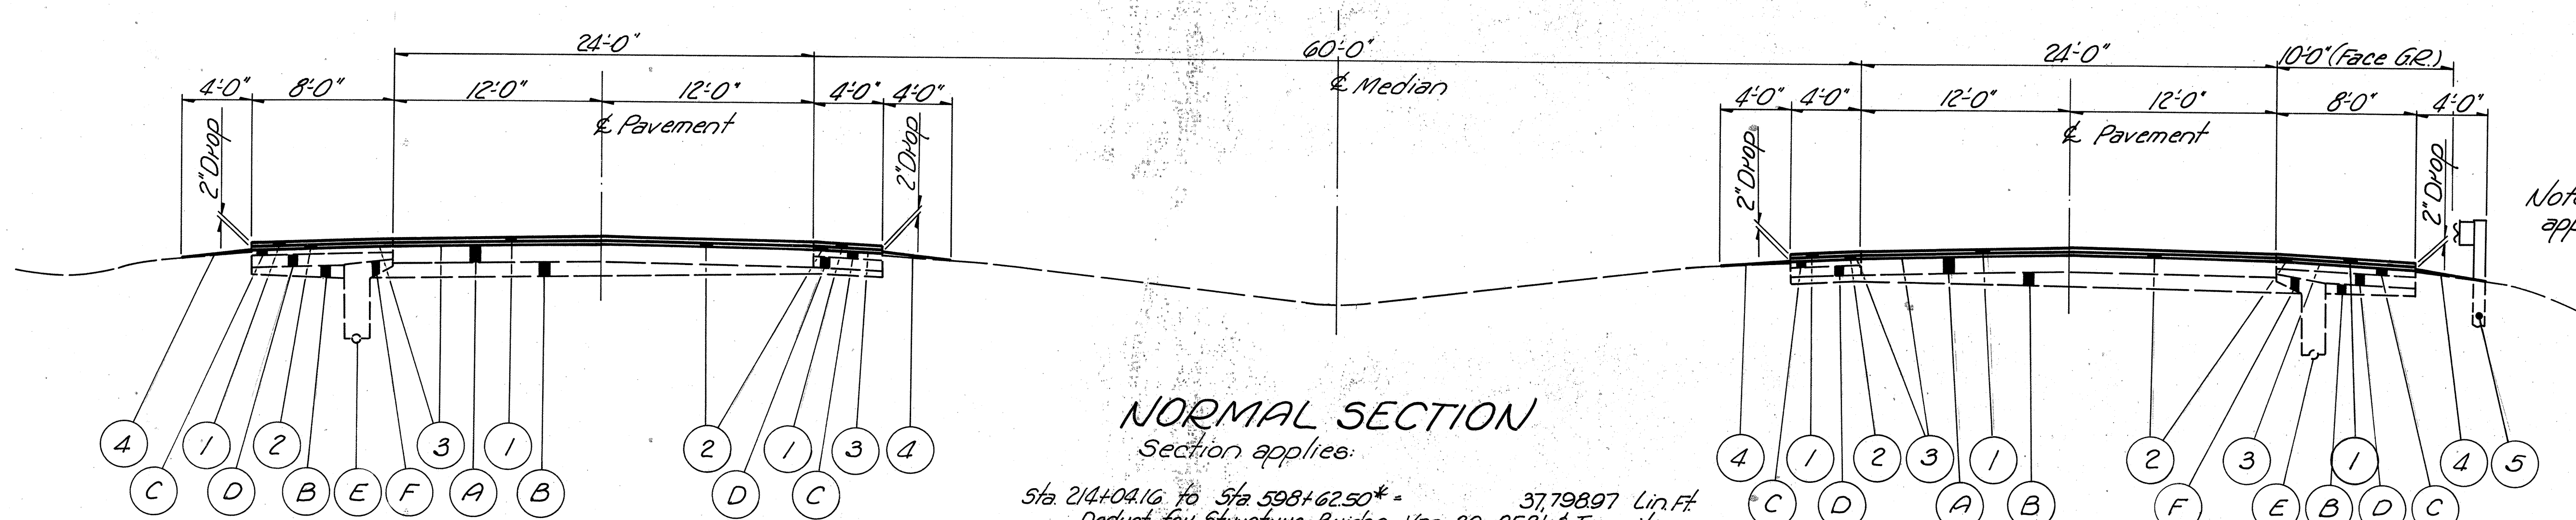 24'-0" 60'-0" 24'-0" 10'-0" (Face G.R.)
4'-0" 8'-0" 12'-0" 12'-0" 4'-0" 4'-0" ℄ Median 4'-0" 4'-0" 12'-0" 12'-0" 8'-0" 4'-0"
℄ Pavement ℄ Pavement
2" Drop 2" Drop 2" Drop 2" Drop
NORMAL SECTION
Section applies:
4 1 2 3 1 2 1 3 4 4 1 2 3 1 2 3 1 4 5
C D B E F A B D C C D A B F E B D C
Sta. 214+04.16 to Sta. 598+62.50* = 37,798.97 Lin. Ft.